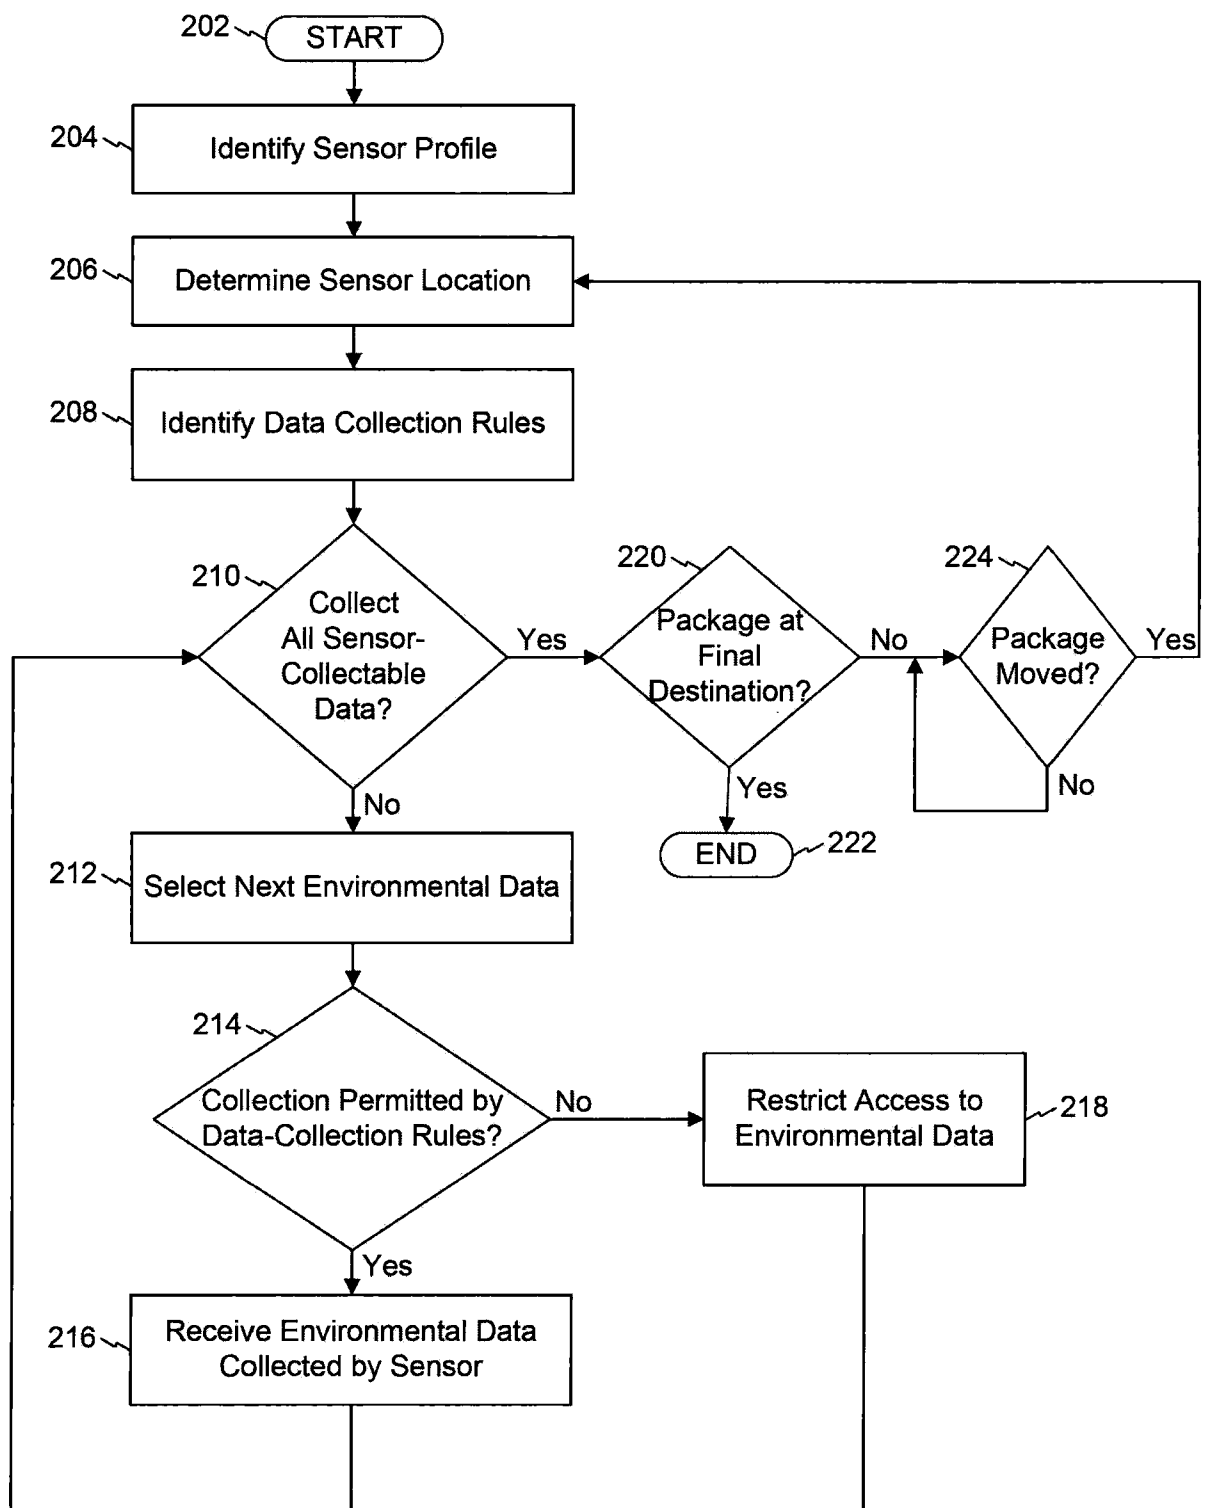 202
START
204
Identify Sensor Profile
206
Determine Sensor Location
208
Identify Data Collection Rules
210
Collect
All Sensor-
Collectable
Data?
Yes
No
220
Package at
Final
Destination?
No
Yes
224
Package
Moved?
Yes
No
END
222
212
Select Next Environmental Data
214
Collection Permitted by
Data-Collection Rules?
No
Yes
Restrict Access to
Environmental Data
218
216
Receive Environmental Data
Collected by Sensor